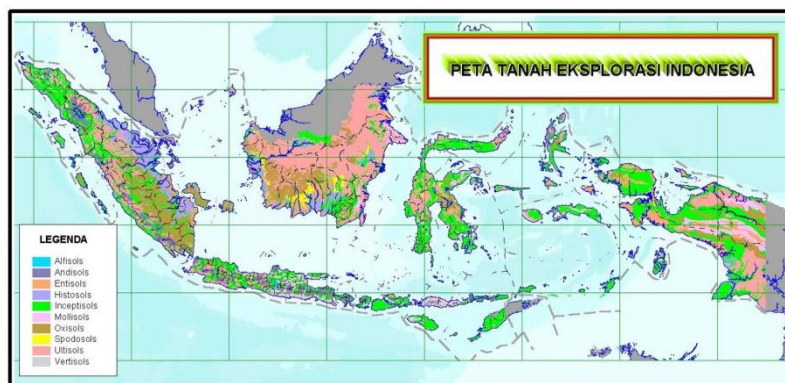 PETA TANAH EKSPLORASI INDONESIA
LEGENDA
Alfisols
Andisols
Entisols
Histosols
Inceptisols
Mollisols
Oxisols
Spodosols
Ultisols
Vertisols